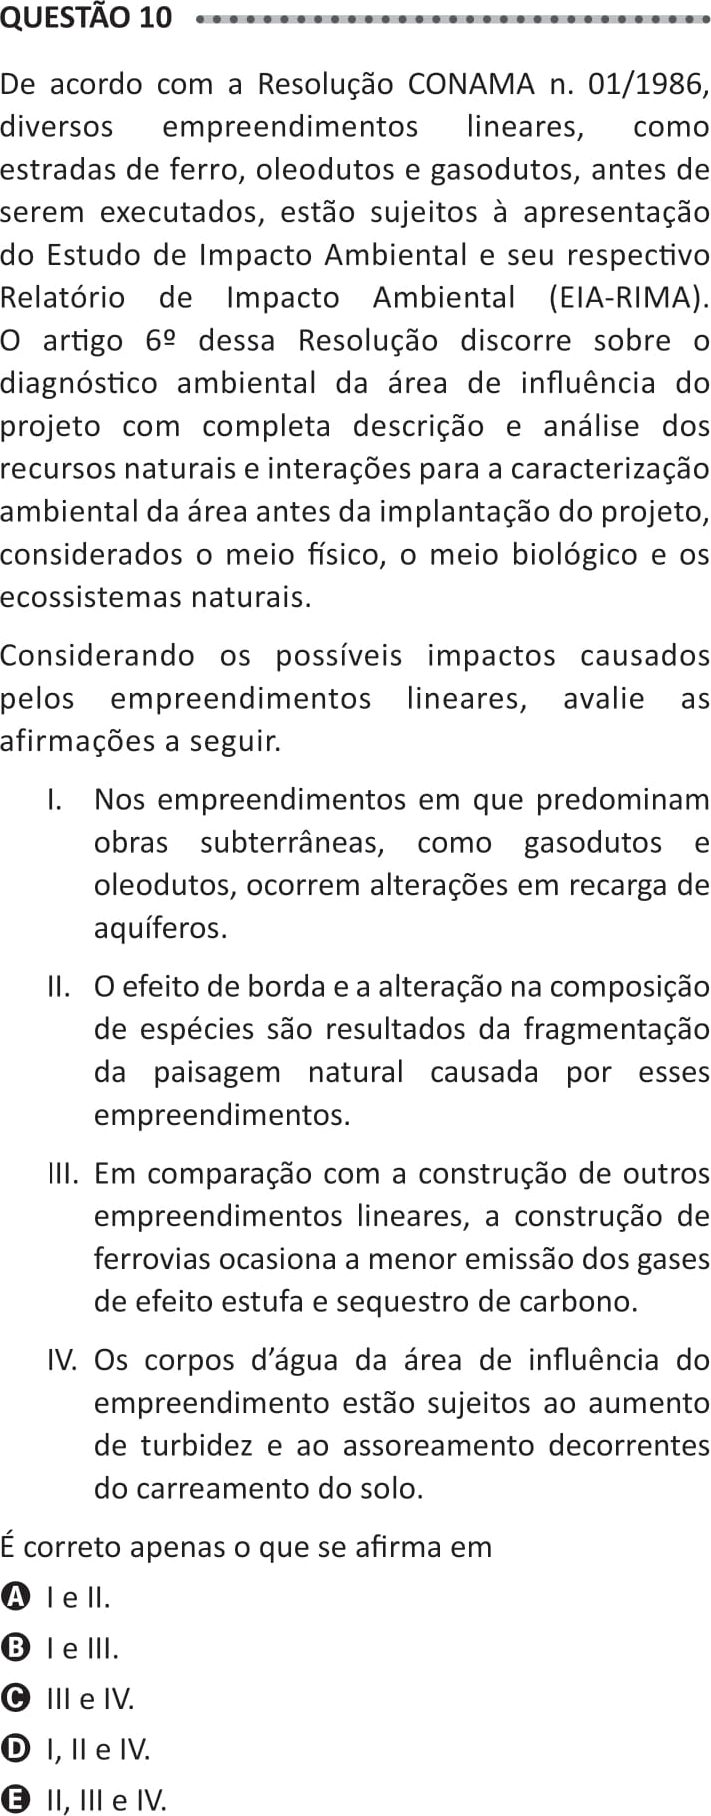 QUESTÃO 10
De acordo com a Resolução CONAMA n. 01/1986,
diversos empreendimentos lineares, como
estradas de ferro, oleodutos e gasodutos, antes de
serem executados, estão sujeitos à apresentação
do Estudo de Impacto Ambiental e seu respectivo
Relatório de Impacto Ambiental (EIA-RIMA).
O artigo 6º dessa Resolução discorre sobre o
diagnóstico ambiental da área de influência do
projeto com completa descrição e análise dos
recursos naturais e interações para a caracterização
ambiental da área antes da implantação do projeto,
considerados o meio físico, o meio biológico e os
ecossistemas naturais.
Considerando os possíveis impactos causados
pelos empreendimentos lineares, avalie as
afirmações a seguir.
I. Nos empreendimentos em que predominam
obras subterrâneas, como gasodutos e
oleodutos, ocorrem alterações em recarga de
aquíferos.
II. O efeito de borda e a alteração na composição
de espécies são resultados da fragmentação
da paisagem natural causada por esses
empreendimentos.
III. Em comparação com a construção de outros
empreendimentos lineares, a construção de
ferrovias ocasiona a menor emissão dos gases
de efeito estufa e sequestro de carbono.
IV. Os corpos d’água da área de influência do
empreendimento estão sujeitos ao aumento
de turbidez e ao assoreamento decorrentes
do carreamento do solo.
É correto apenas o que se afirma em
A I e II.
B I e III.
C III e IV.
D I, II e IV.
E II, III e IV.